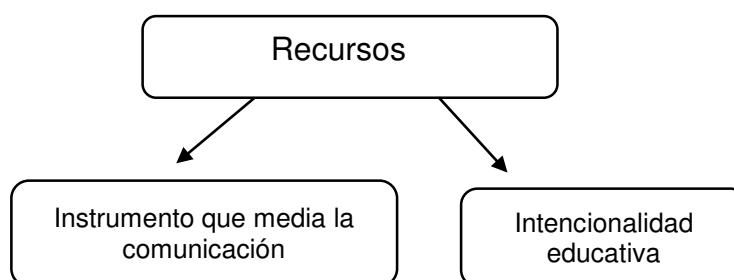 Recursos
Instrumento que media la
comunicación
Intencionalidad
educativa